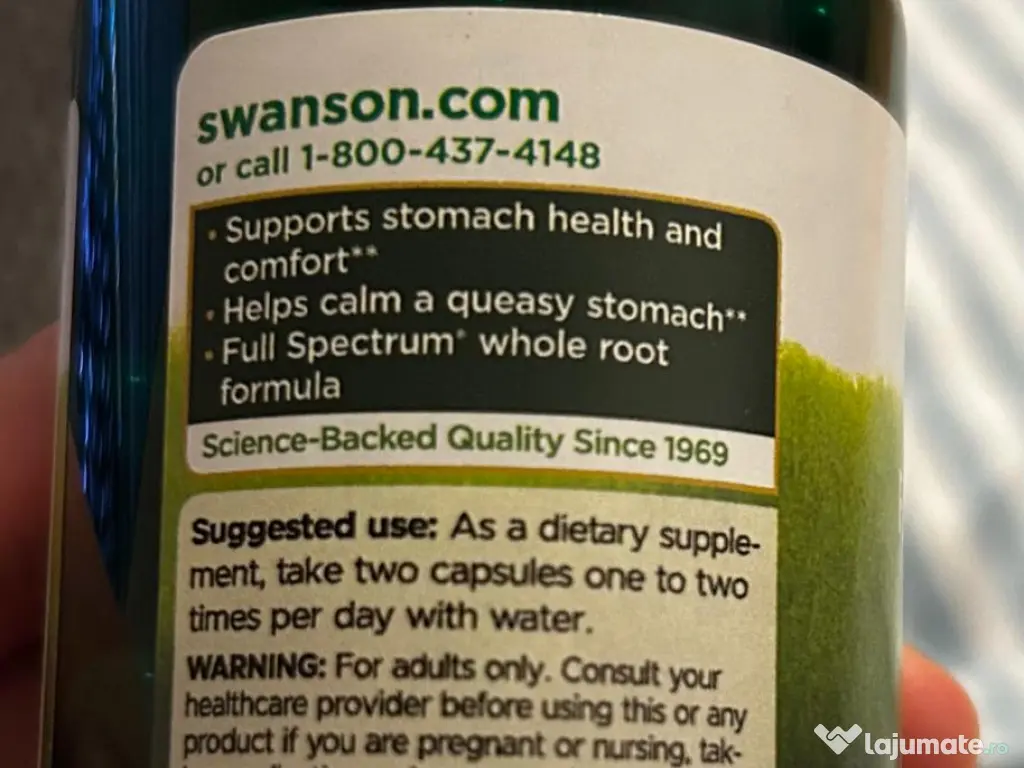 swanson.com
or call 1-800-437-4148
• Supports stomach health and
comfort**
• Helps calm a queasy stomach**
• Full Spectrum* whole root
formula
Science-Backed Quality Since 1969
Suggested use: As a dietary supple-
ment, take two capsules one to two
times per day with water.
WARNING: For adults only. Consult your
healthcare provider before using this or any
product if you are pregnant or nursing, tak-
lajumate.ro